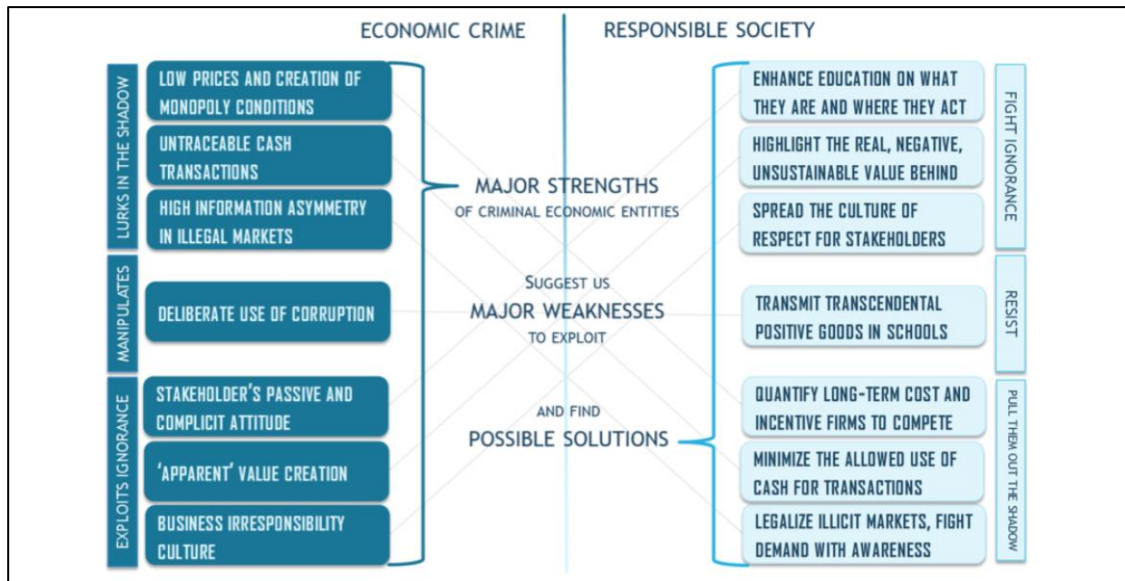 ECONOMIC CRIME
RESPONSIBLE SOCIETY
LURKS IN THE SHADOW
LOW PRICES AND CREATION OF
MONOPOLY CONDITIONS
UNTRACEABLE CASH
TRANSACTIONS
HIGH INFORMATION ASYMMETRY
IN ILLEGAL MARKETS
MANIPULATES
DELIBERATE USE OF CORRUPTION
EXPLOITS IGNORANCE
STAKEHOLDER'S PASSIVE AND
COMPLICIT ATTITUDE
'APPARENT' VALUE CREATION
BUSINESS IRRESPONSIBILITY
CULTURE
MAJOR STRENGTHS
OF CRIMINAL ECONOMIC ENTITIES
SUGGEST US
MAJOR WEAKNESSES
TO EXPLOIT
AND FIND
POSSIBLE SOLUTIONS
ENHANCE EDUCATION ON WHAT
THEY ARE AND WHERE THEY ACT
HIGHLIGHT THE REAL, NEGATIVE,
UNSUSTAINABLE VALUE BEHIND
SPREAD THE CULTURE OF
RESPECT FOR STAKEHOLDERS
FIGHT IGNORANCE
TRANSMIT TRANSCENDENTAL
POSITIVE GOODS IN SCHOOLS
RESIST
QUANTIFY LONG-TERM COST AND
INCENTIVE FIRMS TO COMPETE
MINIMIZE THE ALLOWED USE OF
CASH FOR TRANSACTIONS
LEGALIZE ILLICIT MARKETS, FIGHT
DEMAND WITH AWARENESS
PULL THEM OUT THE SHADOW